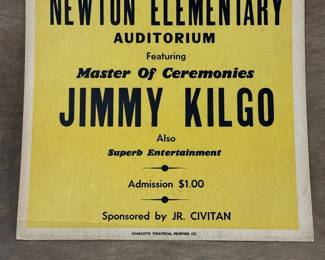 NEWTON ELEMENTARY
AUDITORIUM
Featuring
Master Of Ceremonies
JIMMY KILGO
Also
Superb Entertainment
Admission $1.00
Sponsored by JR. CIVITAN
CHARLOTTE THEATRICAL PRINTING CO.